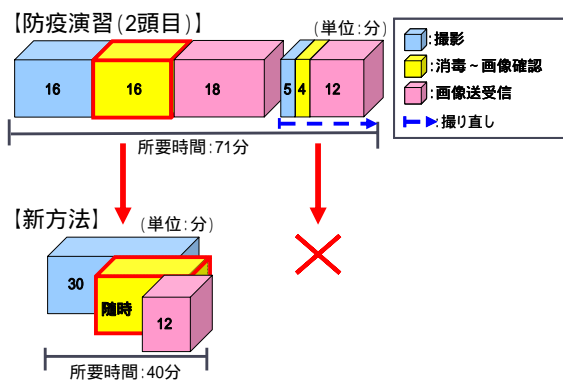 【防疫演習(2頭目)】
(単位:分)
16
16
18
5
4
12
所要時間:71分
:撮影
:消毒～画像確認
:画像送受信
:撮り直し
【新方法】
(単位:分)
30
随時
12
所要時間:40分